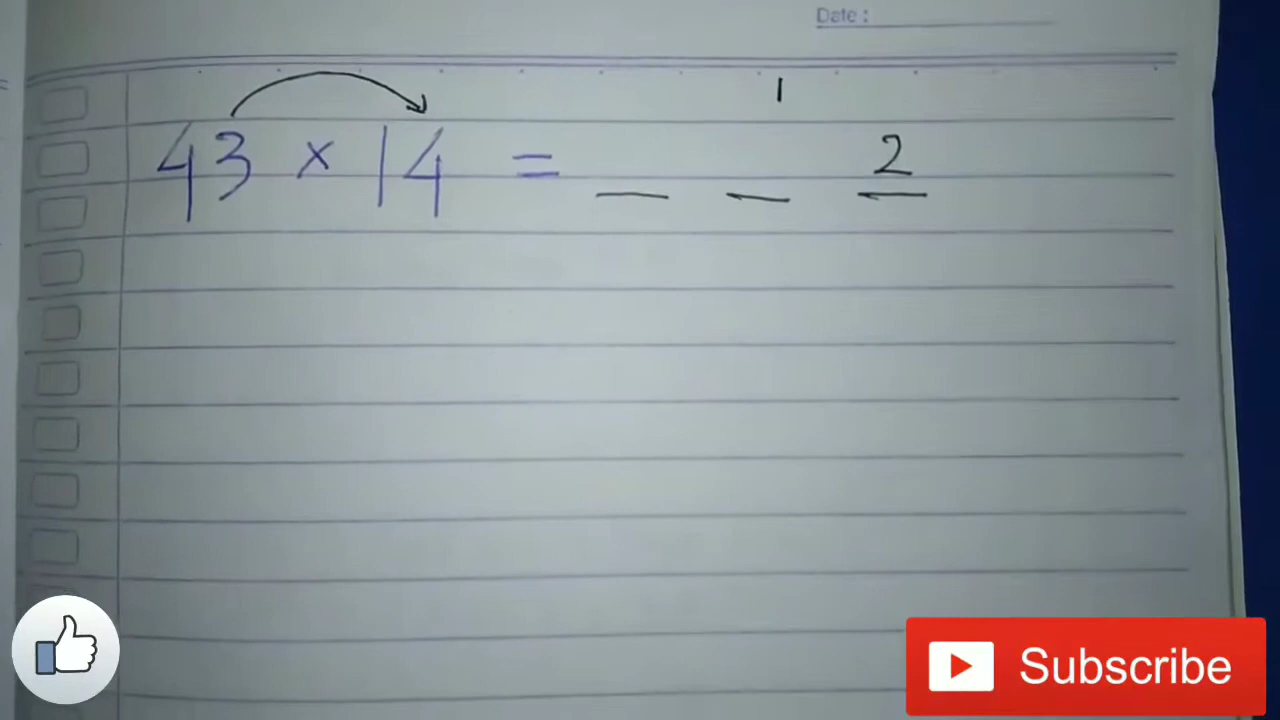 Date :
1
43 × 14 = _ _ 2
Subscribe